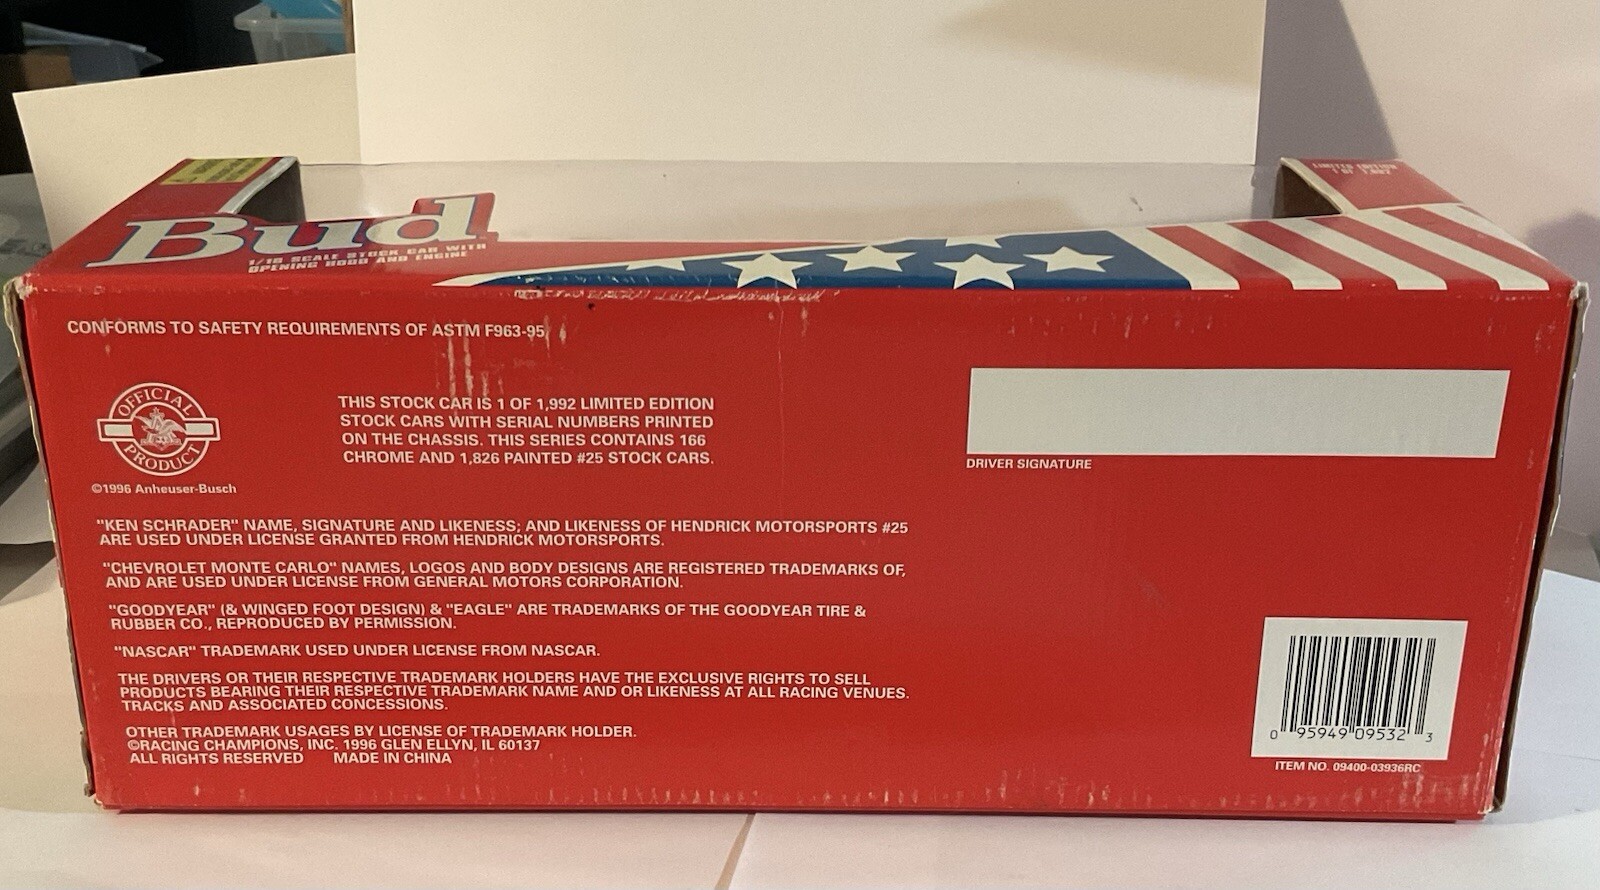 LIMITED EDITION
1 OF 1,992
Bud
1/18 SCALE STOCK CAR WITH
OPENING HOOD AND ENGINE
CONFORMS TO SAFETY REQUIREMENTS OF ASTM F963-95
OFFICIAL
PRODUCT
©1996 Anheuser-Busch
THIS STOCK CAR IS 1 OF 1,992 LIMITED EDITION
STOCK CARS WITH SERIAL NUMBERS PRINTED
ON THE CHASSIS. THIS SERIES CONTAINS 166
CHROME AND 1,826 PAINTED #25 STOCK CARS.
DRIVER SIGNATURE
"KEN SCHRADER" NAME, SIGNATURE AND LIKENESS; AND LIKENESS OF HENDRICK MOTORSPORTS #25
ARE USED UNDER LICENSE GRANTED FROM HENDRICK MOTORSPORTS.
"CHEVROLET MONTE CARLO" NAMES, LOGOS AND BODY DESIGNS ARE REGISTERED TRADEMARKS OF,
AND ARE USED UNDER LICENSE FROM GENERAL MOTORS CORPORATION.
"GOODYEAR" (& WINGED FOOT DESIGN) & "EAGLE" ARE TRADEMARKS OF THE GOODYEAR TIRE &
RUBBER CO., REPRODUCED BY PERMISSION.
"NASCAR" TRADEMARK USED UNDER LICENSE FROM NASCAR.
THE DRIVERS OR THEIR RESPECTIVE TRADEMARK HOLDERS HAVE THE EXCLUSIVE RIGHTS TO SELL
PRODUCTS BEARING THEIR RESPECTIVE TRADEMARK NAME AND OR LIKENESS AT ALL RACING VENUES.
TRACKS AND ASSOCIATED CONCESSIONS.
OTHER TRADEMARK USAGES BY LICENSE OF TRADEMARK HOLDER.
©RACING CHAMPIONS, INC. 1996 GLEN ELLYN, IL 60137
ALL RIGHTS RESERVED MADE IN CHINA
0 95949 09532 3
ITEM NO. 09400-03936RC